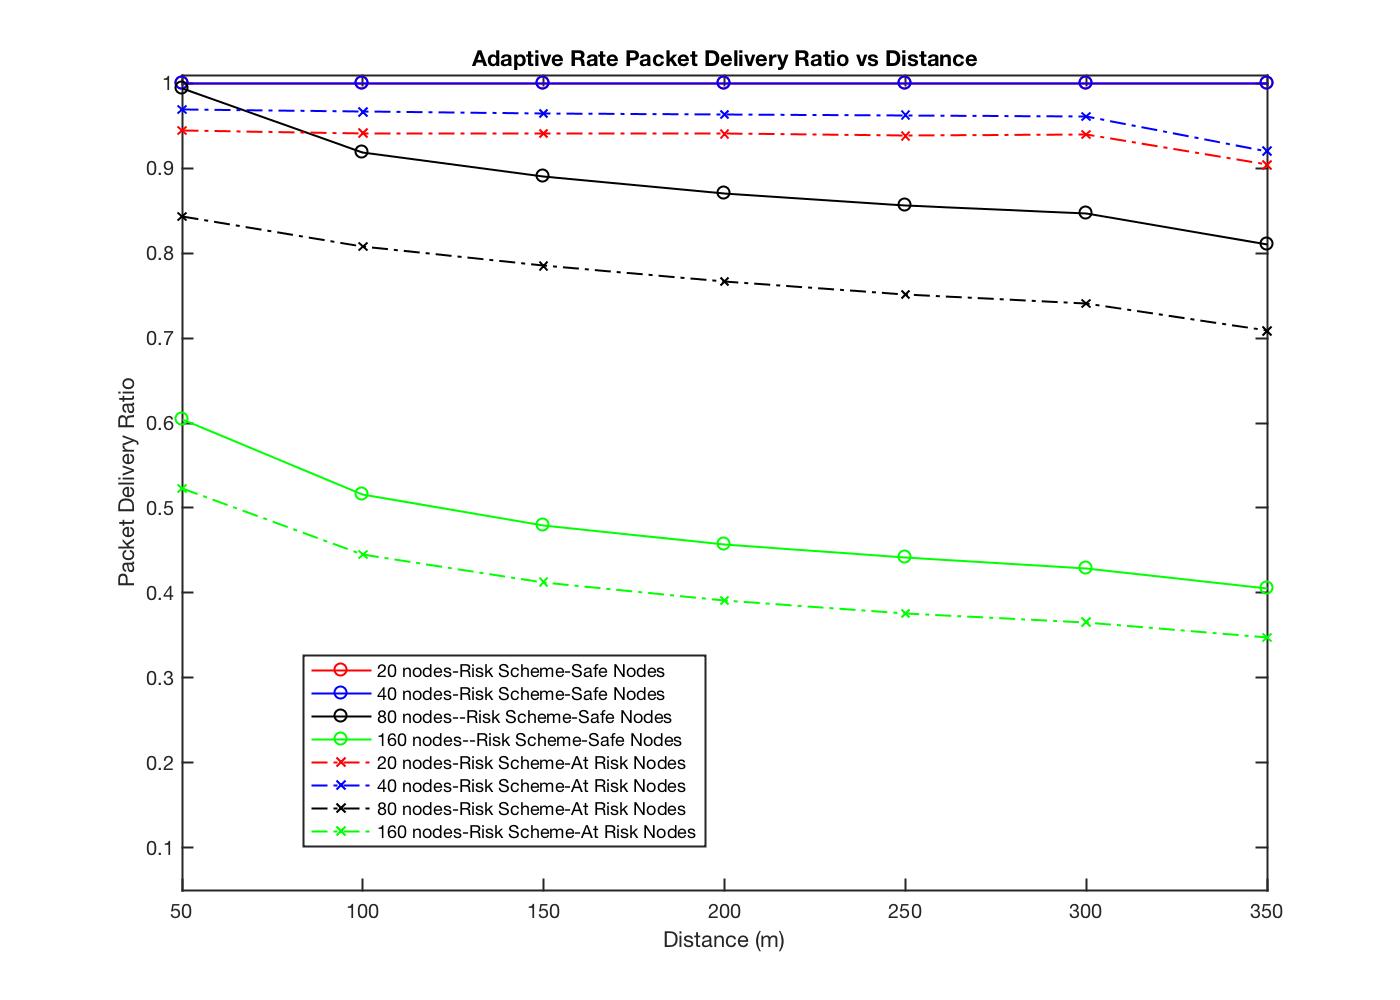 Adaptive Rate Packet Delivery Ratio vs Distance
1
0.9
0.8
0.7
0.6
0.5
0.4
0.3
0.2
0.1
Packet Delivery Ratio
20 nodes-Risk Scheme-Safe Nodes
40 nodes-Risk Scheme-Safe Nodes
80 nodes--Risk Scheme-Safe Nodes
160 nodes--Risk Scheme-Safe Nodes
20 nodes-Risk Scheme-At Risk Nodes
40 nodes-Risk Scheme-At Risk Nodes
80 nodes-Risk Scheme-At Risk Nodes
160 nodes-Risk Scheme-At Risk Nodes
50 100 150 200 250 300 350
Distance (m)